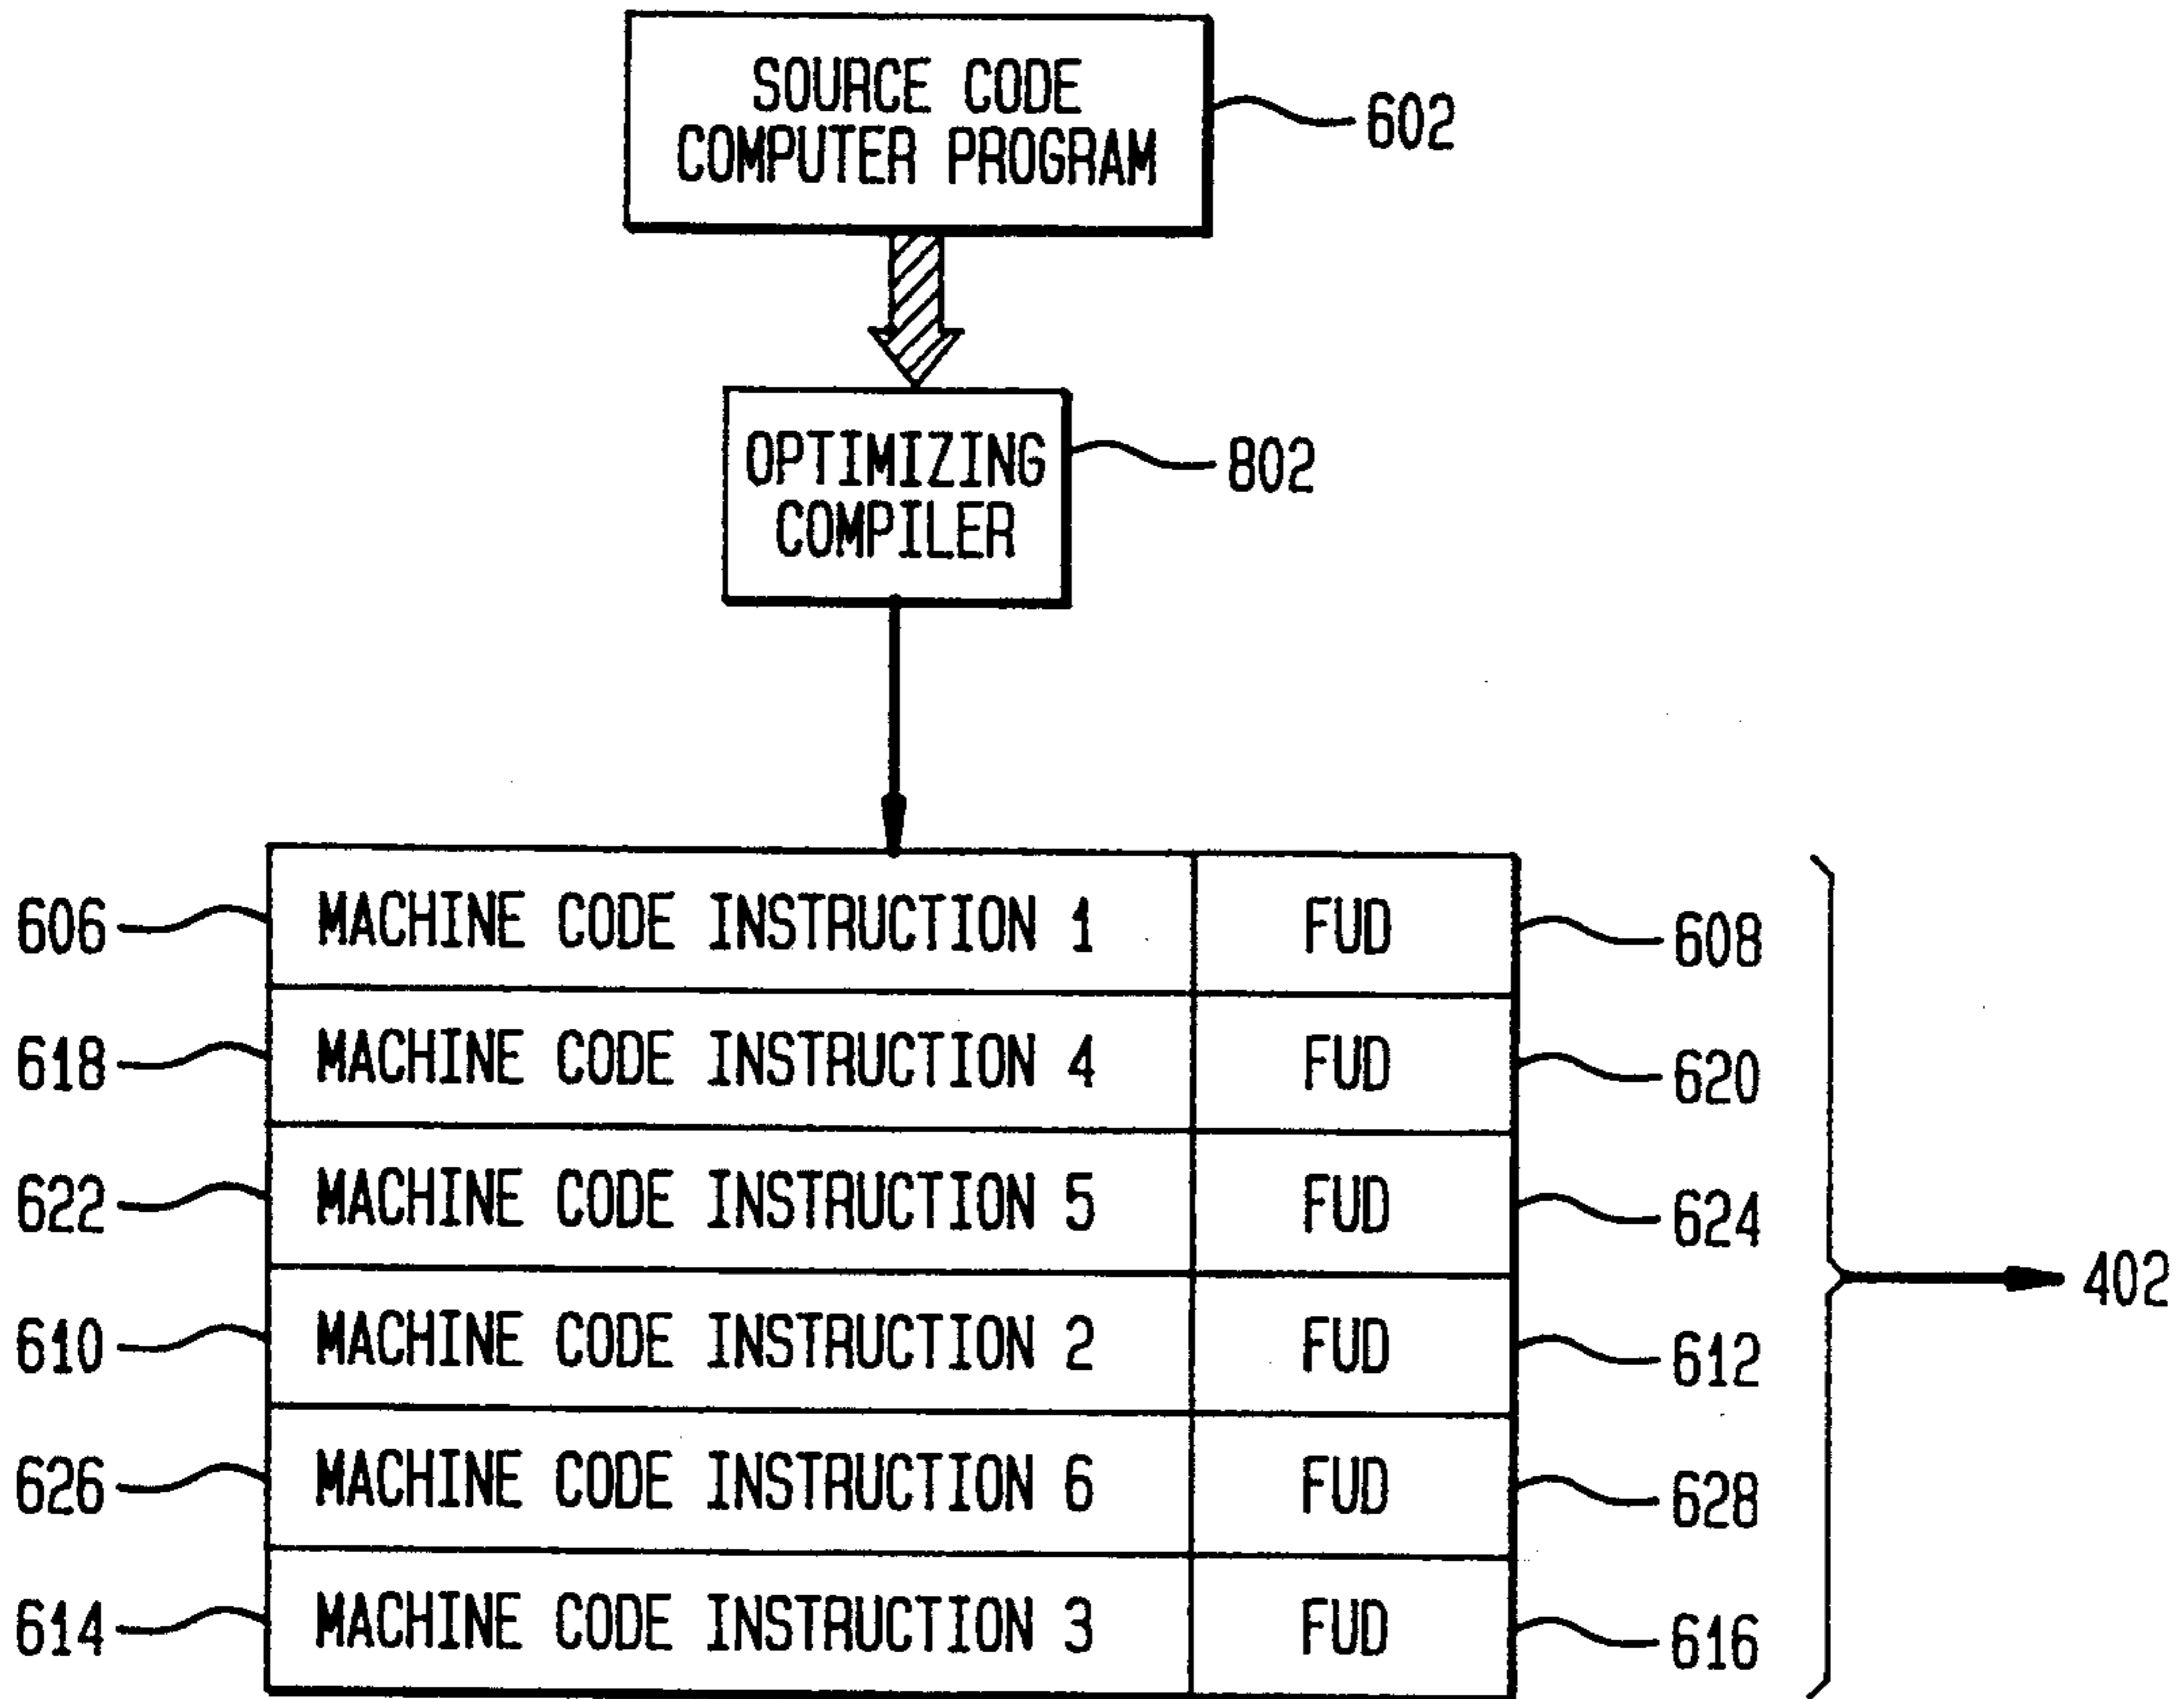 SOURCE CODE
COMPUTER PROGRAM
602
OPTIMIZING
COMPILER
802
606 MACHINE CODE INSTRUCTION 1 FUD 608
618 MACHINE CODE INSTRUCTION 4 FUD 620
622 MACHINE CODE INSTRUCTION 5 FUD 624
402
610 MACHINE CODE INSTRUCTION 2 FUD 612
626 MACHINE CODE INSTRUCTION 6 FUD 628
614 MACHINE CODE INSTRUCTION 3 FUD 616